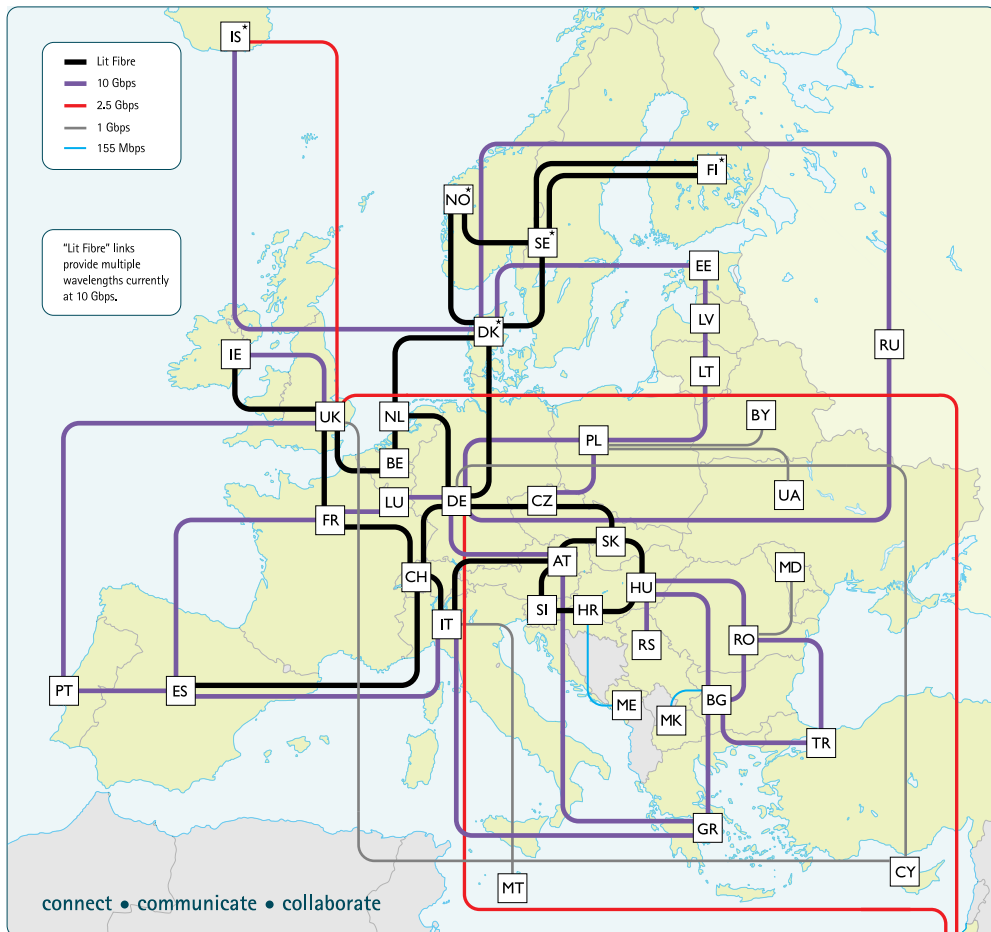 IS*
Lit Fibre
10 Gbps
2.5 Gbps
1 Gbps
155 Mbps
FI*
NO*
"Lit Fibre" links
provide multiple
wavelengths currently
at 10 Gbps.
SE*
EE
LV
DK*
RU
IE
LT
UK
NL
BY
PL
BE
DE
LU
CZ
UA
FR
SK
AT
MD
CH
HU
SI
HR
IT
RO
RS
PT
ES
BG
ME
MK
TR
GR
CY
MT
connect • communicate • collaborate